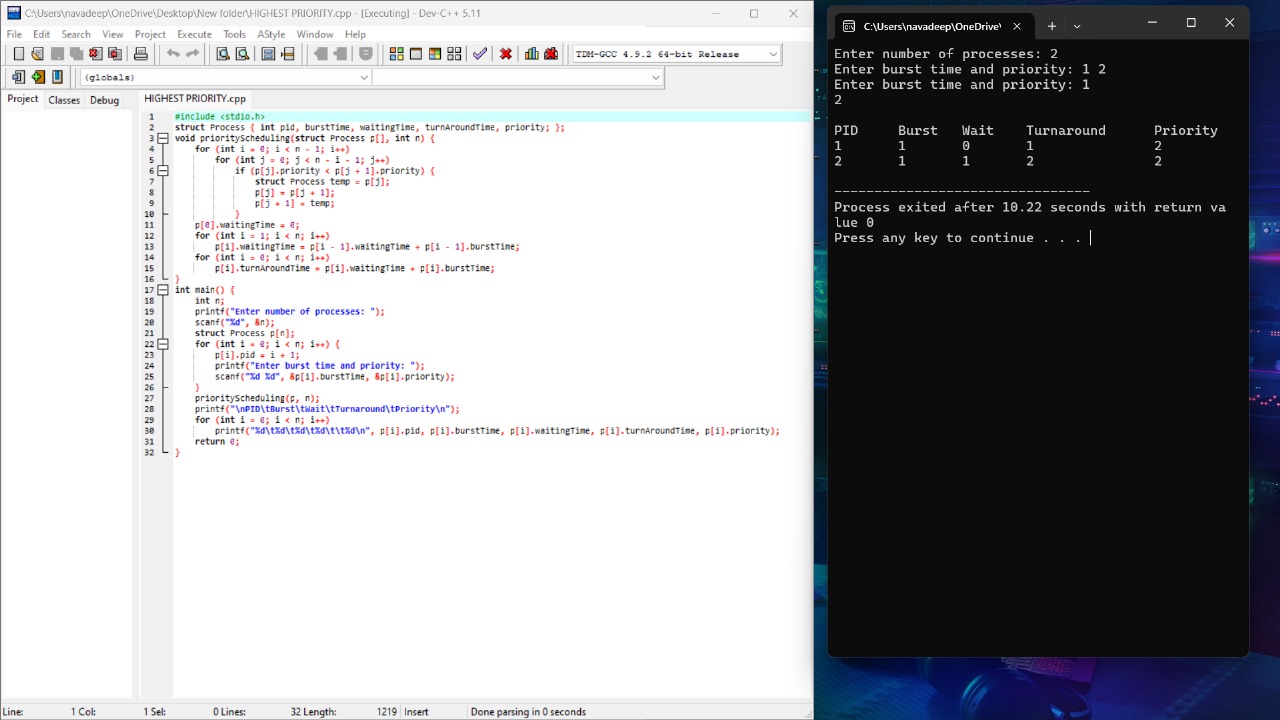 C:\Users\navadeep\OneDrive\Desktop\New folder\HIGHEST PRIORITY.cpp - [Executing] - Dev-C++ 5.11
File Edit Search View Project Execute Tools AStyle Window Help
TDM-GCC 4.9.2 64-bit Release
(globals)
Project Classes Debug
HIGHEST PRIORITY.cpp
1 #include <stdio.h>
2 struct Process { int pid, burstTime, waitingTime, turnAroundTime, priority; };
3 void priorityScheduling(struct Process p[], int n) {
4 for (int i = 0; i < n - 1; i++)
5 for (int j = 0; j < n - i - 1; j++)
6 if (p[j].priority < p[j + 1].priority) {
7 struct Process temp = p[j];
8 p[j] = p[j + 1];
9 p[j + 1] = temp;
10 }
11 p[0].waitingTime = 0;
12 for (int i = 1; i < n; i++)
13 p[i].waitingTime = p[i - 1].waitingTime + p[i - 1].burstTime;
14 for (int i = 0; i < n; i++)
15 p[i].turnAroundTime = p[i].waitingTime + p[i].burstTime;
16 }
17 int main() {
18 int n;
19 printf("Enter number of processes: ");
20 scanf("%d", &n);
21 struct Process p[n];
22 for (int i = 0; i < n; i++) {
23 p[i].pid = i + 1;
24 printf("Enter burst time and priority: ");
25 scanf("%d %d", &p[i].burstTime, &p[i].priority);
26 }
27 priorityScheduling(p, n);
28 printf("\nPID\tBurst\tWait\tTurnaround\tPriority\n");
29 for (int i = 0; i < n; i++)
30 printf("%d\t%d\t%d\t%d\t\t%d\n", p[i].pid, p[i].burstTime, p[i].waitingTime, p[i].turnAroundTime, p[i].priority);
31 return 0;
32 }
Line: 1 Col: 1 Sel: 0 Lines: 32 Length: 1219 Insert Done parsing in 0 seconds
C:\Users\navadeep\OneDrive\
Enter number of processes: 2
Enter burst time and priority: 1 2
Enter burst time and priority: 1
2
PID Burst Wait Turnaround Priority
1 1 0 1 2
2 1 1 2 2
--------------------------------
Process exited after 10.22 seconds with return va
lue 0
Press any key to continue . . .